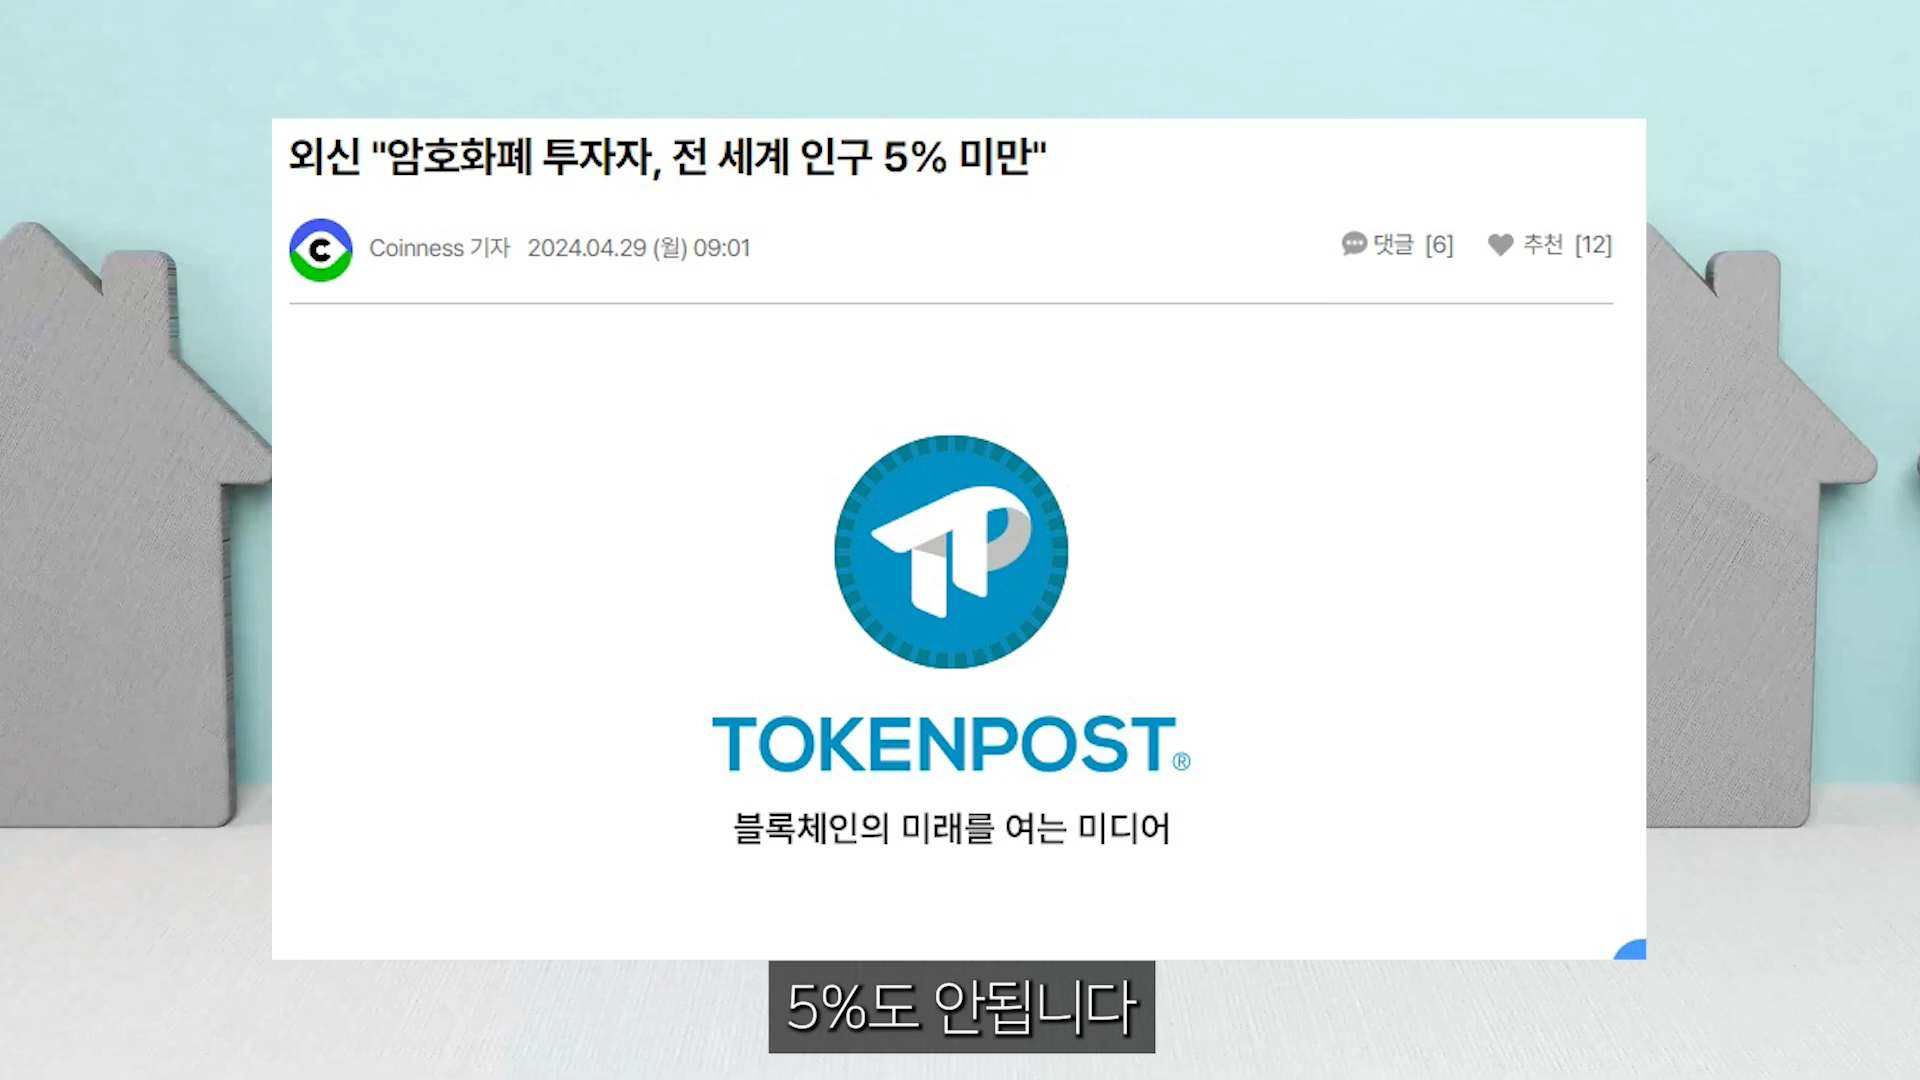 외신 "암호화폐 투자자, 전 세계 인구 5% 미만"
C
Coinness 기자 2024.04.29 (월) 09:01
댓글 [6] 추천 [12]
TP
TOKENPOST®
블록체인의 미래를 여는 미디어
5%도 안됩니다